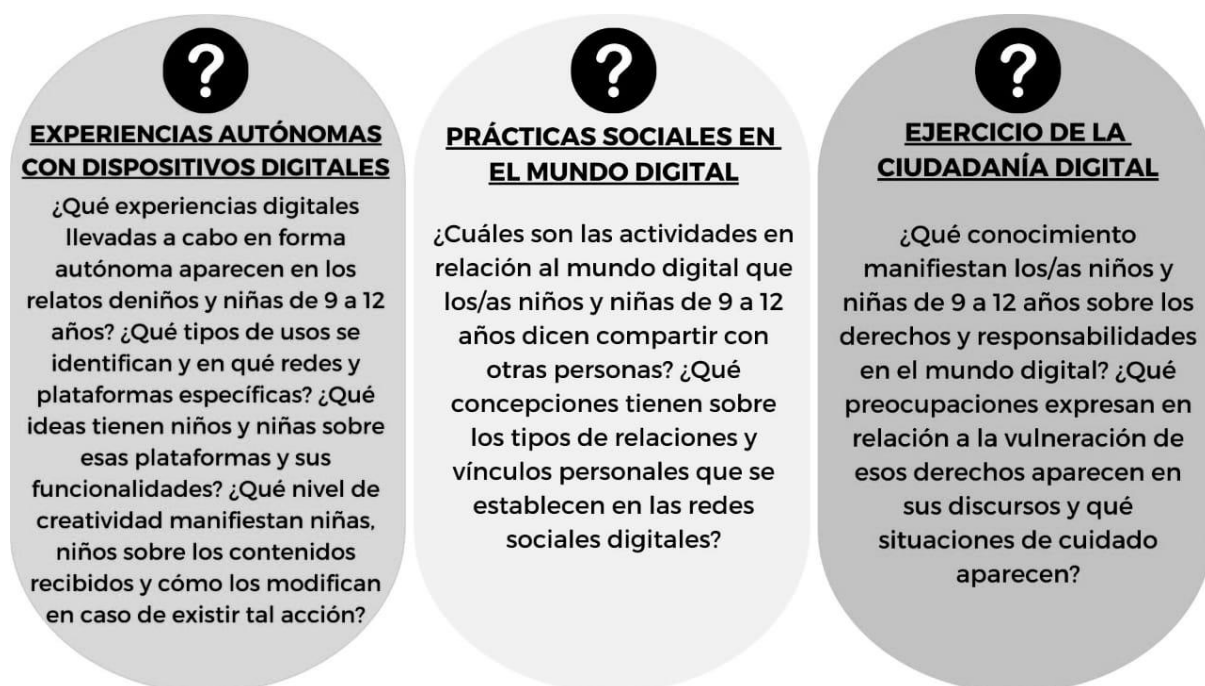 ?
EXPERIENCIAS AUTÓNOMAS
CON DISPOSITIVOS DIGITALES
¿Qué experiencias digitales
llevadas a cabo en forma
autónoma aparecen en los
relatos deniños y niñas de 9 a 12
años? ¿Qué tipos de usos se
identifican y en qué redes y
plataformas específicas? ¿Qué
ideas tienen niños y niñas sobre
esas plataformas y sus
funcionalidades? ¿Qué nivel de
creatividad manifiestan niñas,
niños sobre los contenidos
recibidos y cómo los modifican
en caso de existir tal acción?
?
PRÁCTICAS SOCIALES EN
EL MUNDO DIGITAL
¿Cuáles son las actividades en
relación al mundo digital que
los/as niños y niñas de 9 a 12
años dicen compartir con
otras personas? ¿Qué
concepciones tienen sobre
los tipos de relaciones y
vínculos personales que se
establecen en las redes
sociales digitales?
?
EJERCICIO DE LA
CIUDADANÍA DIGITAL
¿Qué conocimiento
manifiestan los/as niños y
niñas de 9 a 12 años sobre los
derechos y responsabilidades
en el mundo digital? ¿Qué
preocupaciones expresan en
relación a la vulneración de
esos derechos aparecen en
sus discursos y qué
situaciones de cuidado
aparecen?